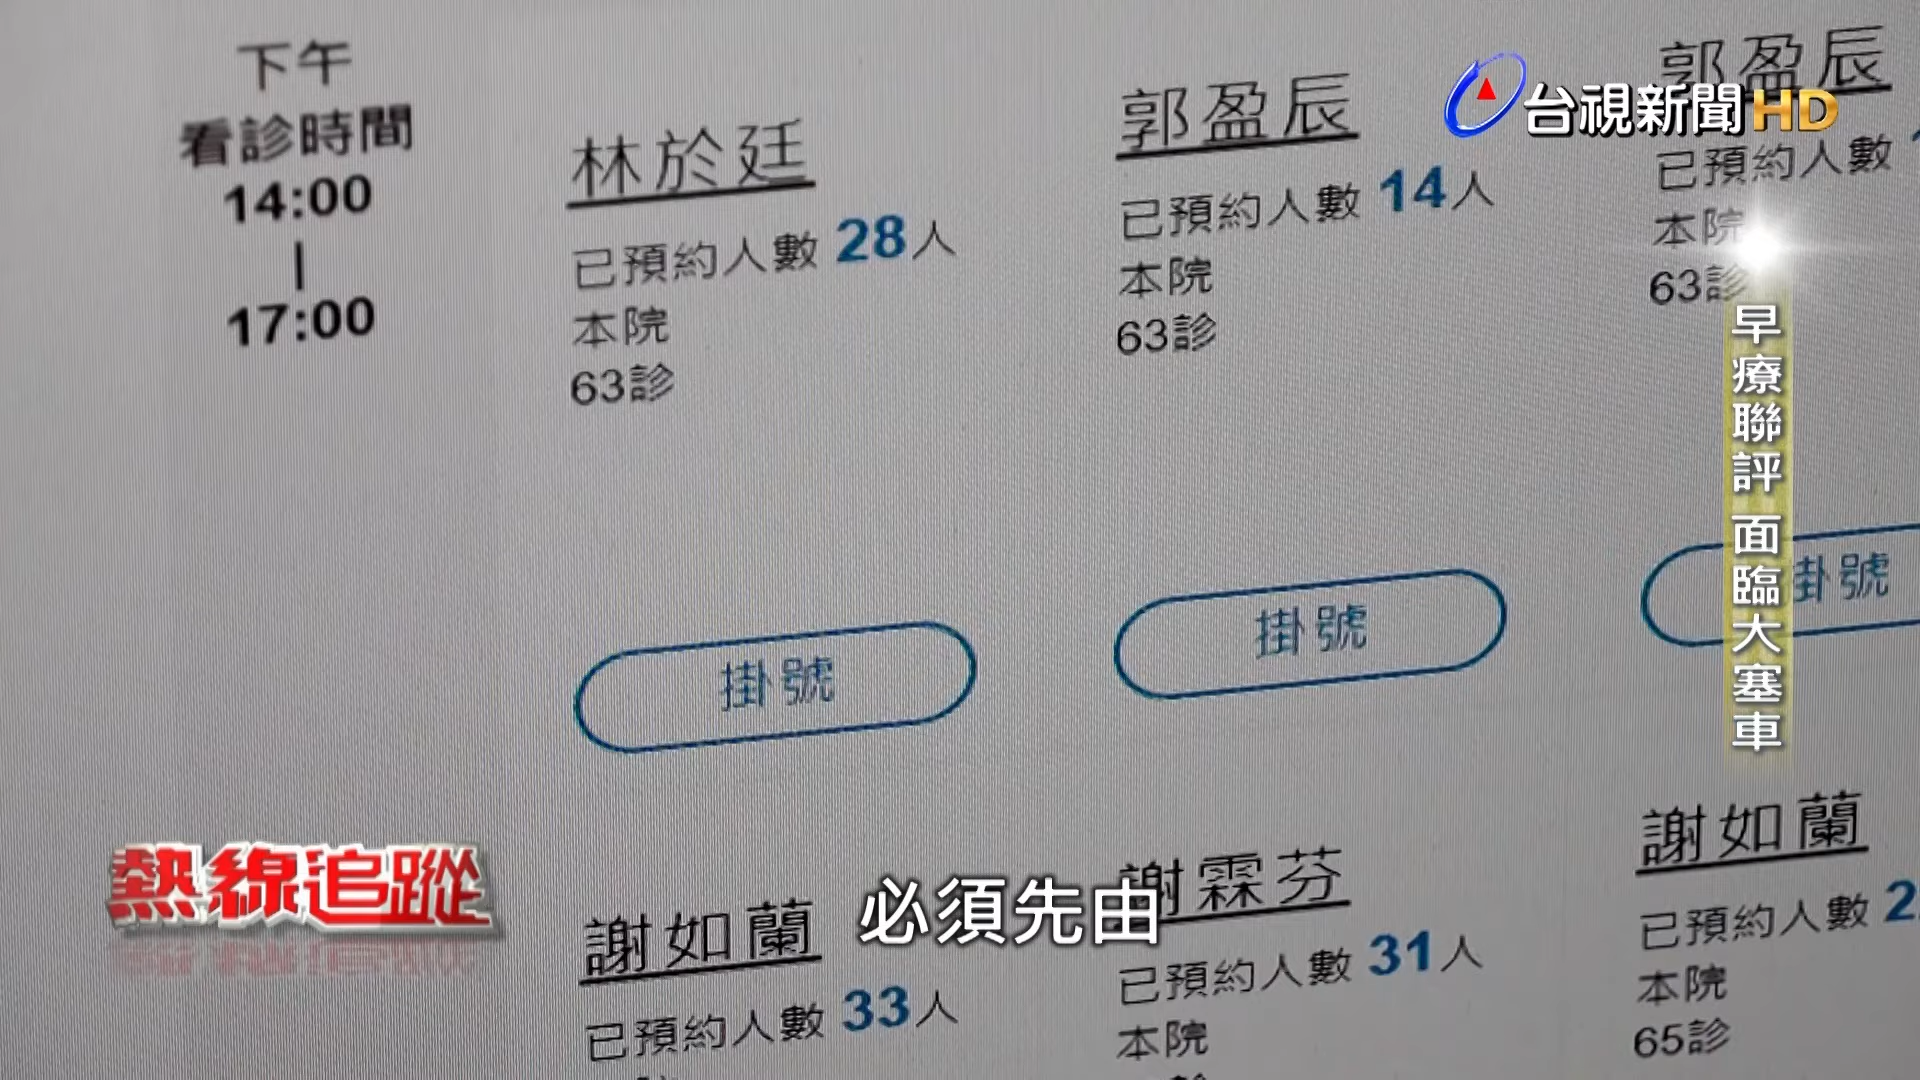 下午
看診時間
14:00
|
17:00
林於廷
已預約人數 28人
本院
63診
掛號
郭盈辰
已預約人數 14人
本院
63診
掛號
郭盈辰
已預約人數
本院
63診
掛號
台視新聞HD
早療聯評 面臨大塞車
謝如蘭
已預約人數 33人
謝霖芬
已預約人數 31人
本院
謝如蘭
已預約人數 2
本院
65診
熱線追蹤
必須先由